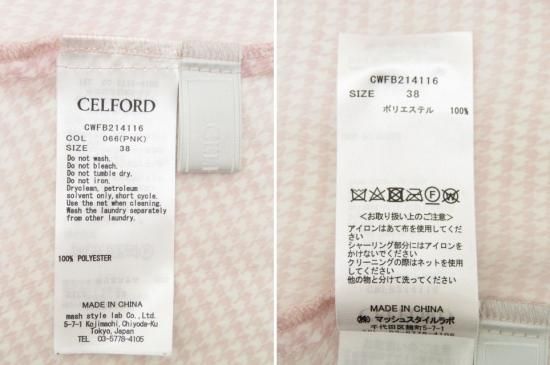 CELFORD
CWFB214116
COL 066(PNK)
SIZE 38
Do not wash.
Do not bleach.
Do not tumble dry.
Do not iron.
Dryclean, petroleum
solvent only, short cycle.
Use the net when cleaning.
Wash the laundry separately
from other laundry.
100% POLYESTER
MADE IN CHINA
mash style lab Co., Ltd.
5-7-1 Kojimachi, Chiyoda-Ku
Tokyo, Japan
TEL 03-5778-4105
CWFB214116
SIZE 38
ポリエステル 100%
<お取り扱い上のご注意>
アイロンはあて布を使用してくだ
さい
シャーリング部分にはアイロンを
かけないでください
クリーニングの際はネットを使用
してください
他の物と分けて洗ってください
MADE IN CHINA
(株) マッシュスタイルラボ
千代田区麹町5-7-1
TEL 03-5778-4105